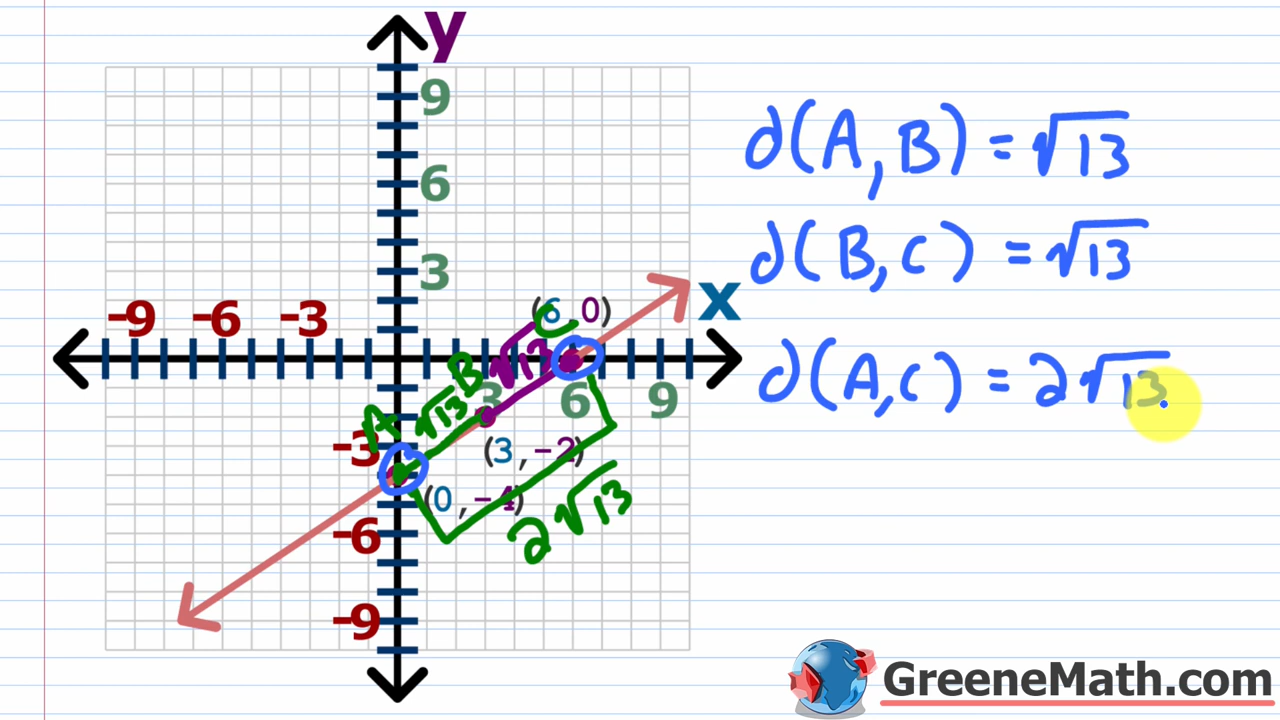 y
9
6
3
-9 -6 -3
x
(6, 0)
C
√13
B
3 6 9
√13
A
-3
(3, -2)
(0, -4)
2√13
-6
-9
d(A, B) = √13
d(B, C) = √13
d(A, C) = 2√13
GreeneMath.com